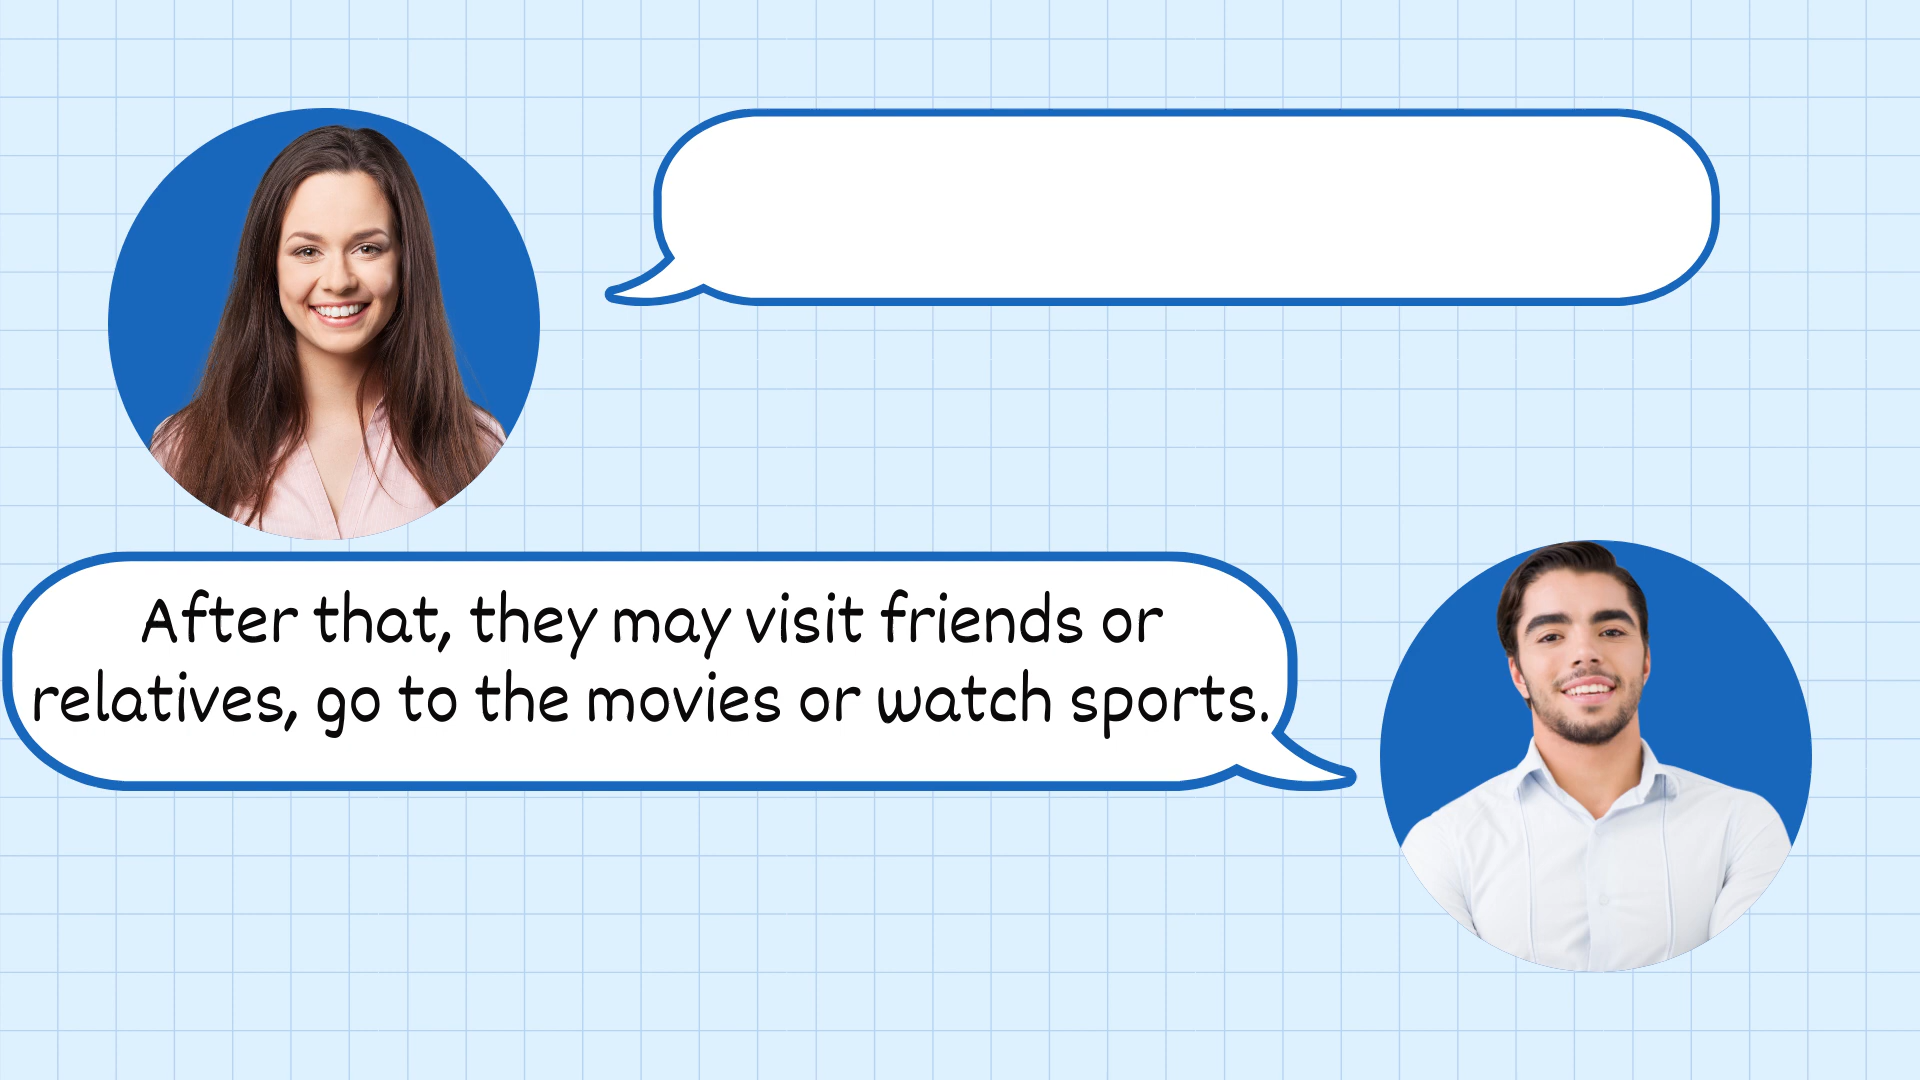 After that, they may visit friends or
relatives, go to the movies or watch sports.